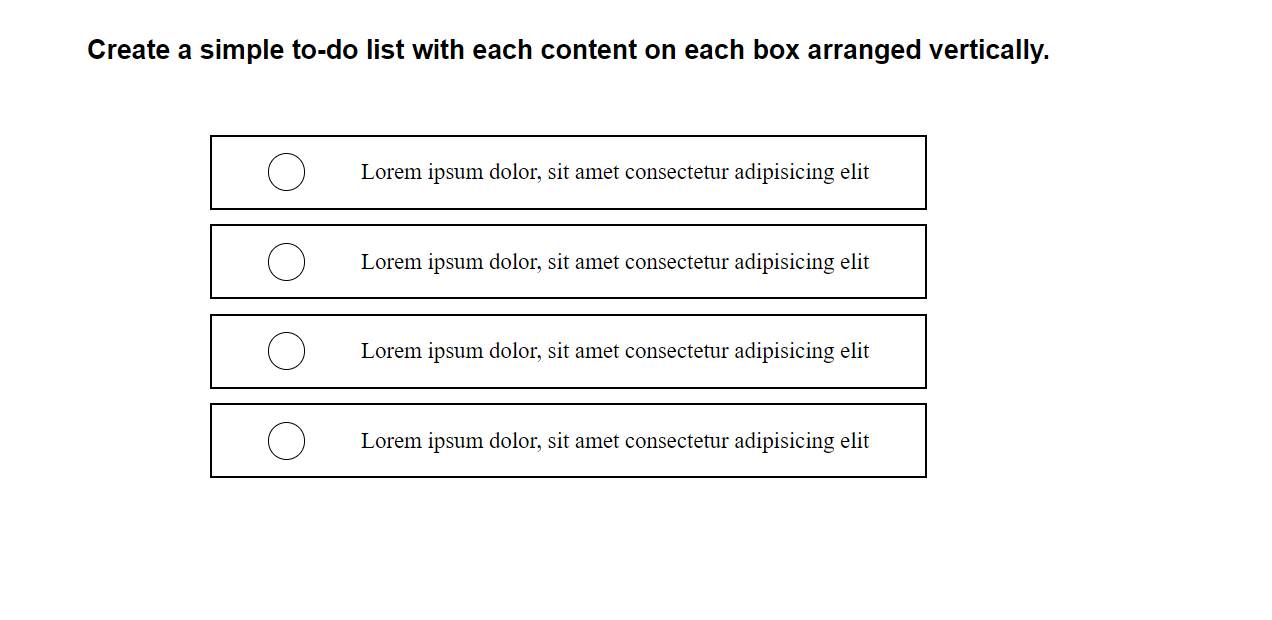 Create a simple to-do list with each content on each box arranged vertically.
Lorem ipsum dolor, sit amet consectetur adipisicing elit
Lorem ipsum dolor, sit amet consectetur adipisicing elit
Lorem ipsum dolor, sit amet consectetur adipisicing elit
Lorem ipsum dolor, sit amet consectetur adipisicing elit